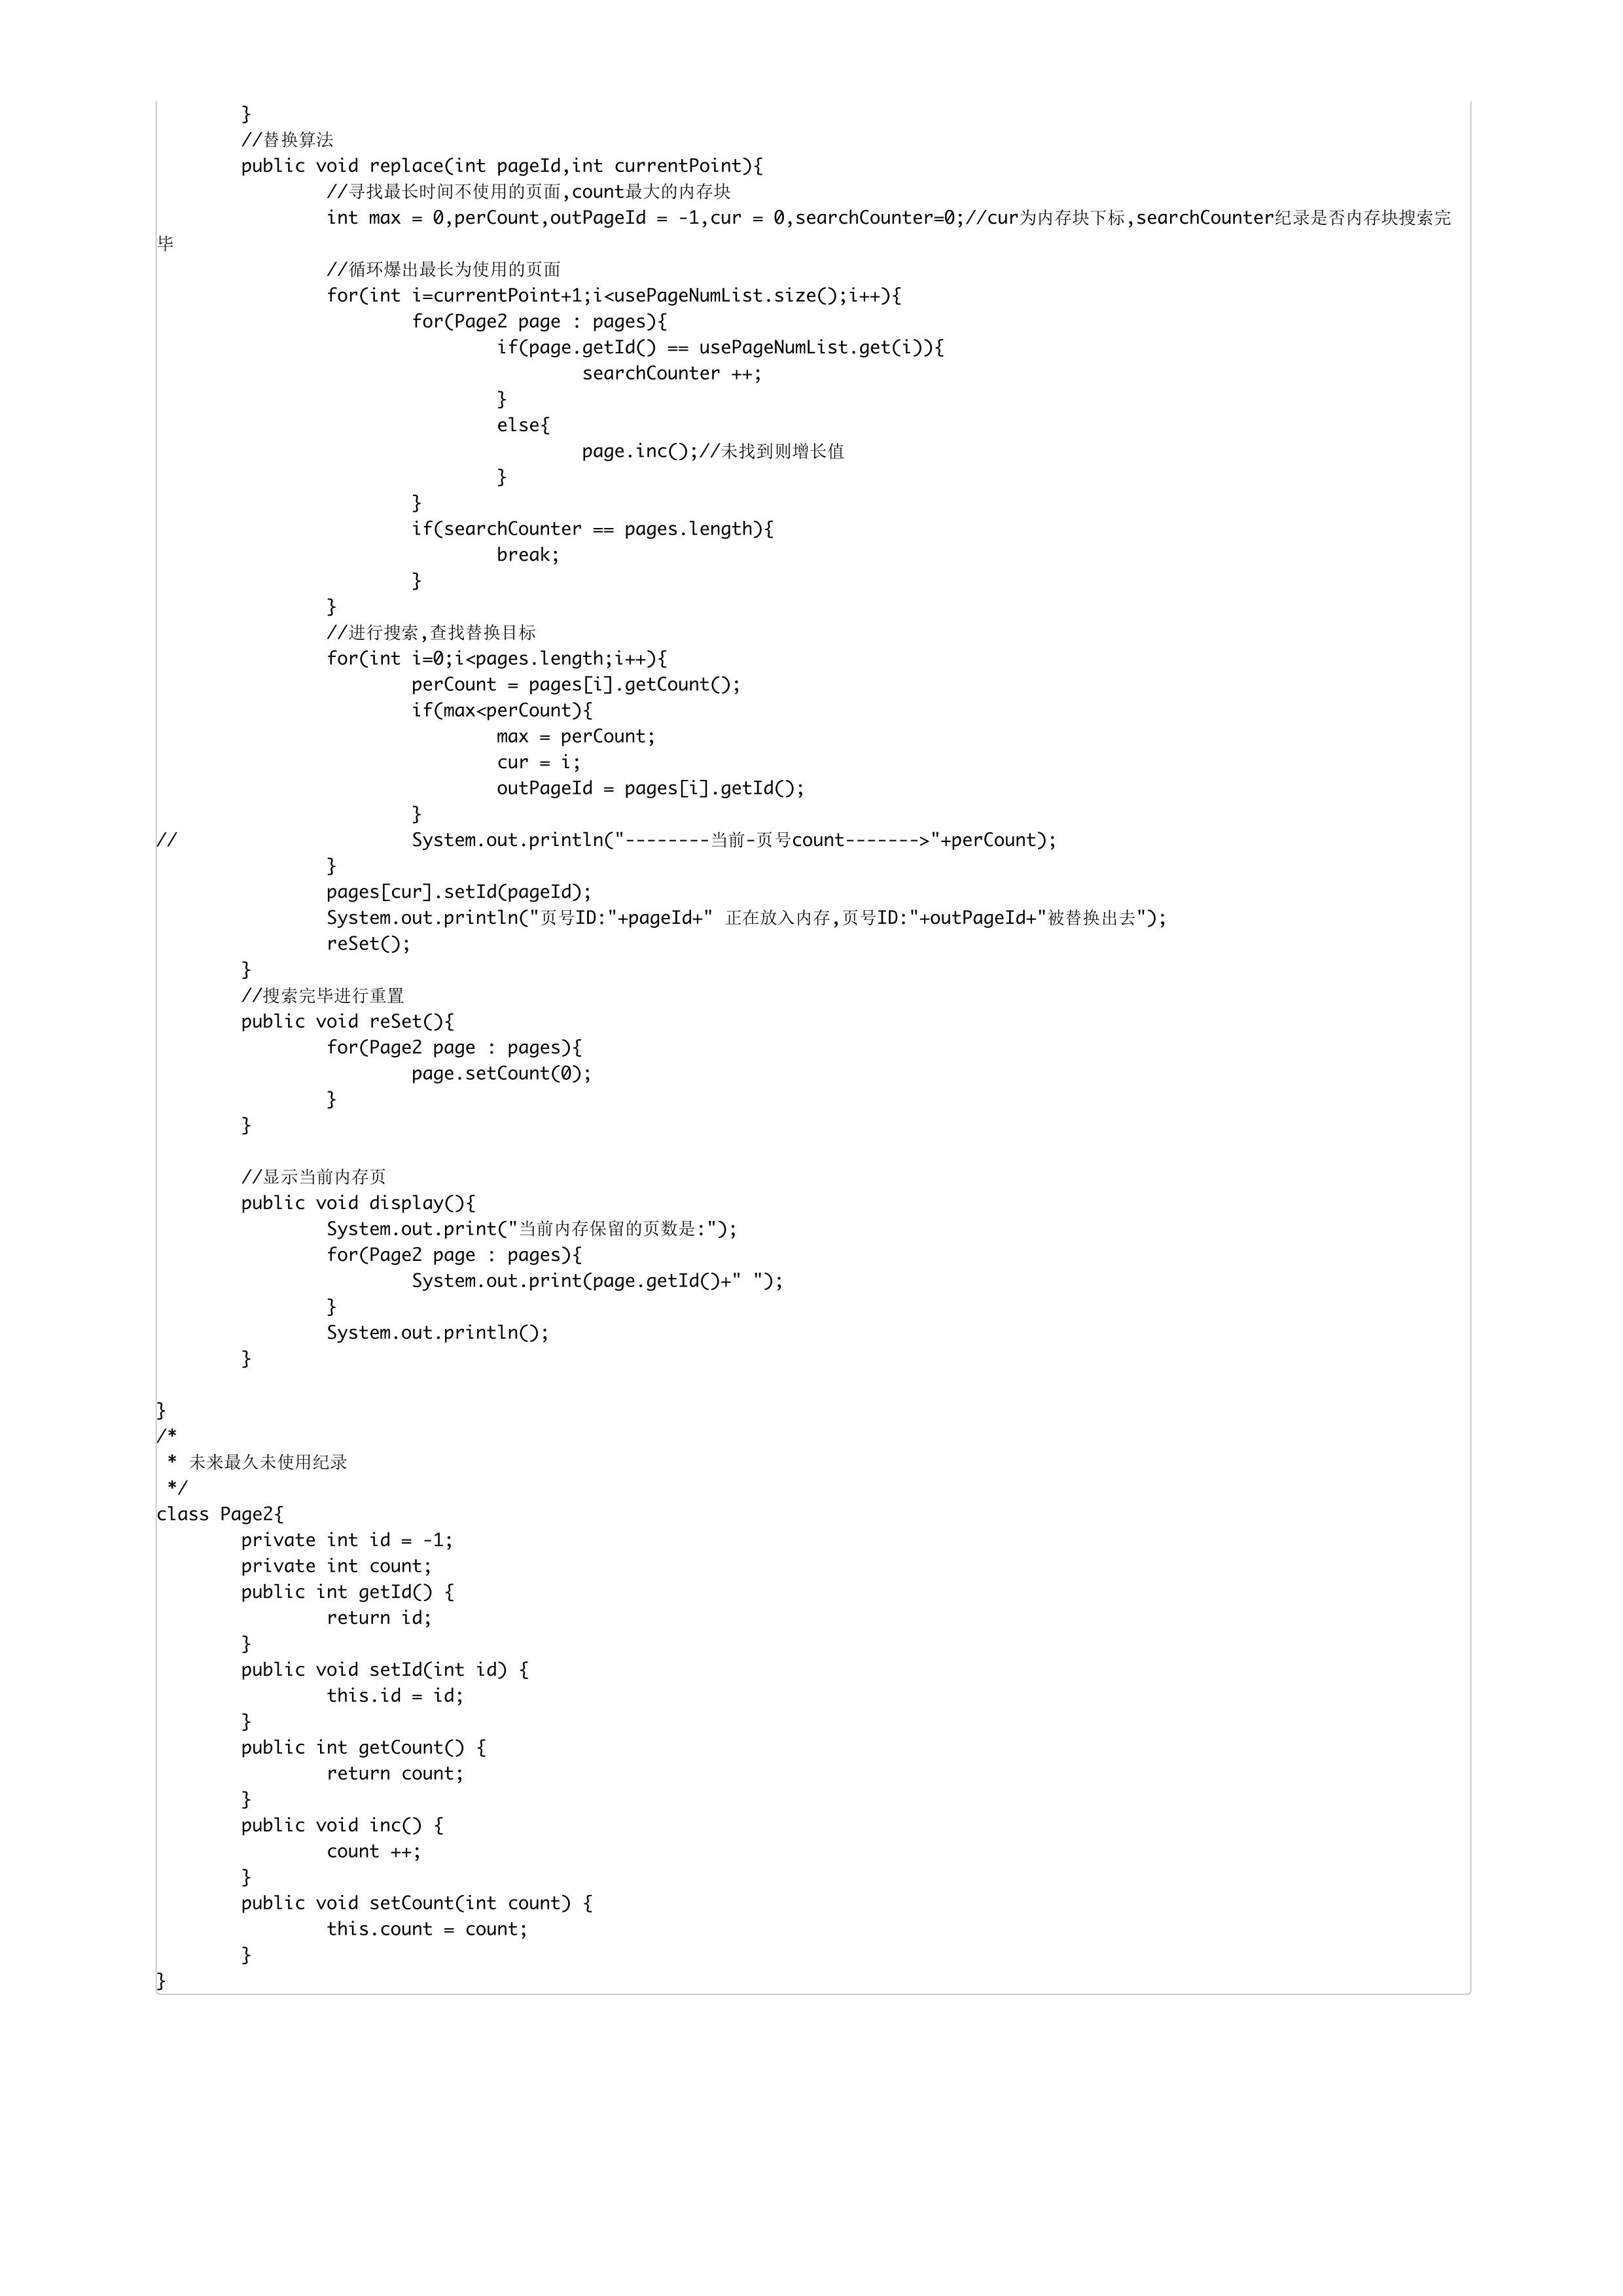 }
//替换算法
public void replace(int pageId,int currentPoint){
//寻找最长时间不使用的页面,count最大的内存块
int max = 0,perCount,outPageId = -1,cur = 0,searchCounter=0;//cur为内存块下标,searchCounter纪录是否内存块搜索完
毕
//循环爆出最长为使用的页面
for(int i=currentPoint+1;i<usePageNumList.size();i++){
for(Page2 page : pages){
if(page.getId() == usePageNumList.get(i)){
searchCounter ++;
}
else{
page.inc();//未找到则增长值
}
}
if(searchCounter == pages.length){
break;
}
}
//进行搜索,查找替换目标
for(int i=0;i<pages.length;i++){
perCount = pages[i].getCount();
if(max<perCount){
max = perCount;
cur = i;
outPageId = pages[i].getId();
}
// System.out.println("--------当前-页号count------->"+perCount);
}
pages[cur].setId(pageId);
System.out.println("页号ID:"+pageId+" 正在放入内存,页号ID:"+outPageId+"被替换出去");
reSet();
}
//搜索完毕进行重置
public void reSet(){
for(Page2 page : pages){
page.setCount(0);
}
}
//显示当前内存页
public void display(){
System.out.print("当前内存保留的页数是:");
for(Page2 page : pages){
System.out.print(page.getId()+" ");
}
System.out.println();
}
}
/*
* 未来最久未使用纪录
*/
class Page2{
private int id = -1;
private int count;
public int getId() {
return id;
}
public void setId(int id) {
this.id = id;
}
public int getCount() {
return count;
}
public void inc() {
count ++;
}
public void setCount(int count) {
this.count = count;
}
}